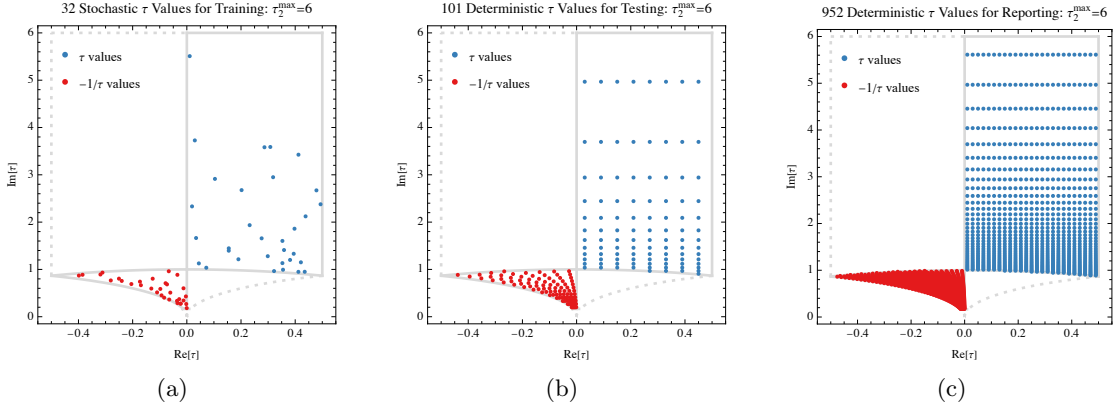 32 Stochastic τ Values for Training: τ₂ᵐᵃˣ=6
6
5
4
3
2
1
0
Im[τ]
τ values
−1/τ values
−0.4
−0.2
0.0
0.2
0.4
Re[τ]
(a)
101 Deterministic τ Values for Testing: τ₂ᵐᵃˣ=6
6
5
4
3
2
1
0
Im[τ]
τ values
−1/τ values
−0.4
−0.2
0.0
0.2
0.4
Re[τ]
(b)
952 Deterministic τ Values for Reporting: τ₂ᵐᵃˣ=6
6
5
4
3
2
1
0
Im[τ]
τ values
−1/τ values
−0.4
−0.2
0.0
0.2
0.4
Re[τ]
(c)